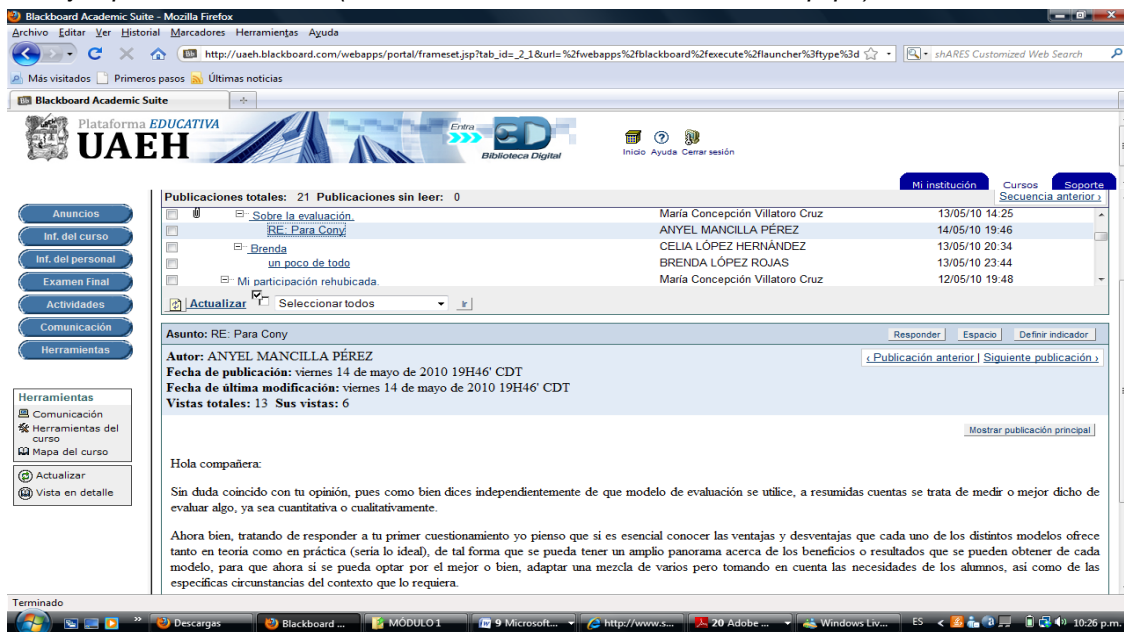 Blackboard Academic Suite - Mozilla Firefox
Archivo Editar Ver Historial Marcadores Herramientas Ayuda
http://uaeh.blackboard.com/webapps/portal/frameset.jsp?tab_id=_2_1&url=%2fwebapps%2fblackboard%2fexecute%2flauncher%3ftype%3d
shARES Customized Web Search
Más visitados Primeros pasos Últimas noticias
Blackboard Academic Suite
Plataforma EDUCATIVA
UAEH
Entra
Biblioteca Digital
Inicio Ayuda Cerrar sesión
Mi institución Cursos Soporte
Publicaciones totales: 21 Publicaciones sin leer: 0 Secuencia anterior >
Sobre la evaluación. María Concepción Villatoro Cruz 13/05/10 14:25
RE: Para Cony ANYEL MANCILLA PÉREZ 14/05/10 19:46
Brenda CELIA LÓPEZ HERNÁNDEZ 13/05/10 20:34
un poco de todo BRENDA LÓPEZ ROJAS 13/05/10 23:44
Mi participación rehubicada. María Concepción Villatoro Cruz 12/05/10 19:48
Actualizar Seleccionar todos Ir
Anuncios
Inf. del curso
Inf. del personal
Examen Final
Actividades
Comunicación
Herramientas
Herramientas
Comunicación
Herramientas del
curso
Mapa del curso
Actualizar
Vista en detalle
Asunto: RE: Para Cony Responder Espacio Definir indicador
Autor: ANYEL MANCILLA PÉREZ ‹ Publicación anterior | Siguiente publicación ›
Fecha de publicación: viernes 14 de mayo de 2010 19H46' CDT
Fecha de última modificación: viernes 14 de mayo de 2010 19H46' CDT
Vistas totales: 13 Sus vistas: 6
Mostrar publicación principal
Hola compañera:
Sin duda coincido con tu opinión, pues como bien dices independientemente de que modelo de evaluación se utilice, a resumidas cuentas se trata de medir o mejor dicho de
evaluar algo, ya sea cuantitativa o cualitativamente.
Ahora bien, tratando de responder a tu primer cuestionamiento yo pienso que si es esencial conocer las ventajas y desventajas que cada uno de los distintos modelos ofrece
tanto en teoria como en práctica (seria lo ideal), de tal forma que se pueda tener un amplio panorama acerca de los beneficios o resultados que se pueden obtener de cada
modelo, para que ahora si se pueda optar por el mejor o bien, adaptar una mezcla de varios pero tomando en cuenta las necesidades de los alumnos, asi como de las
especificas circunstancias del contexto que lo requiera.
Terminado
Descargas Blackboard ... MÓDULO 1 9 Microsoft... http://www.s... 20 Adobe ... Windows Liv... ES 10:26 p.m.